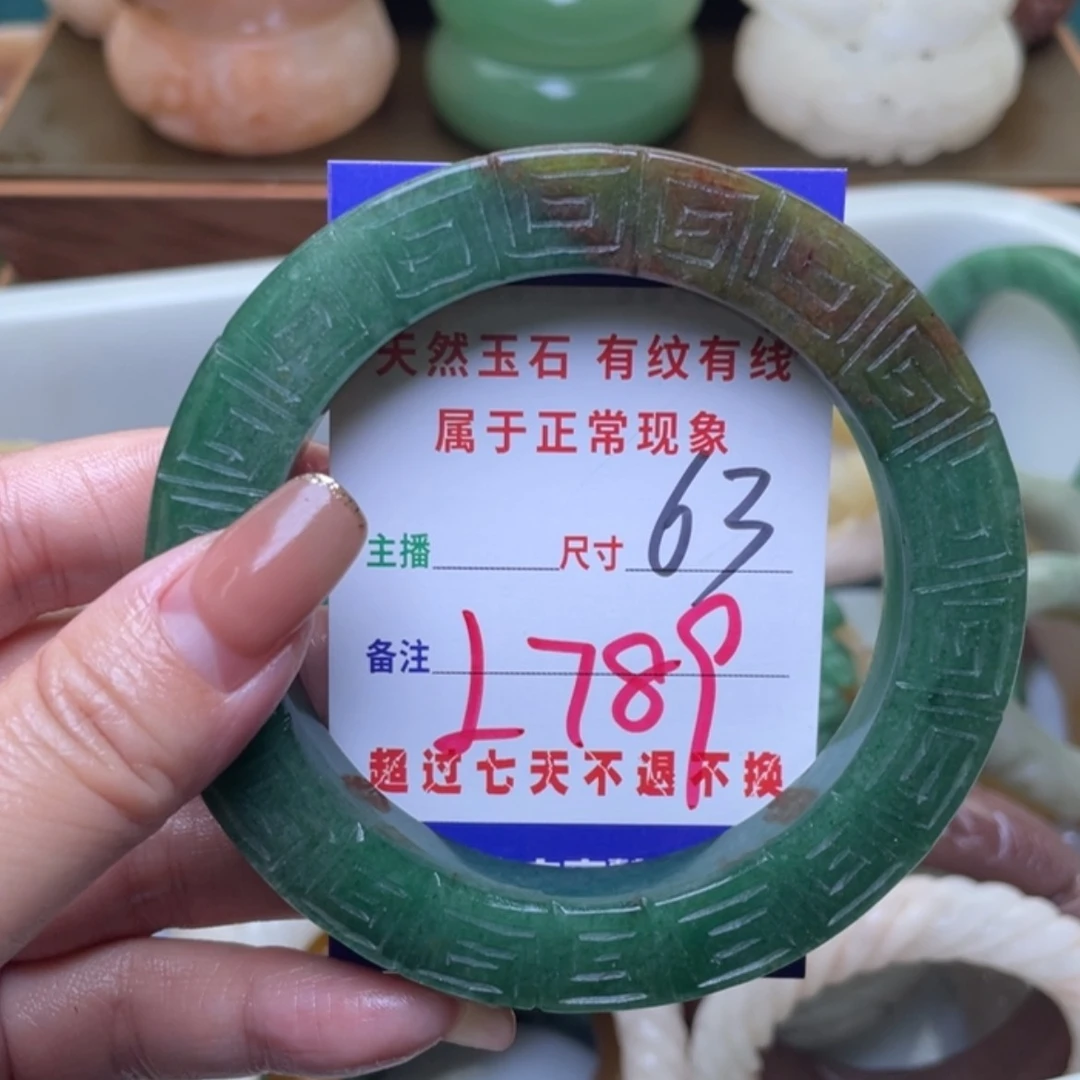 天然玉石 有纹有线
属于正常现象
主播 尺寸 63
备注 L789
超过七天不退不换